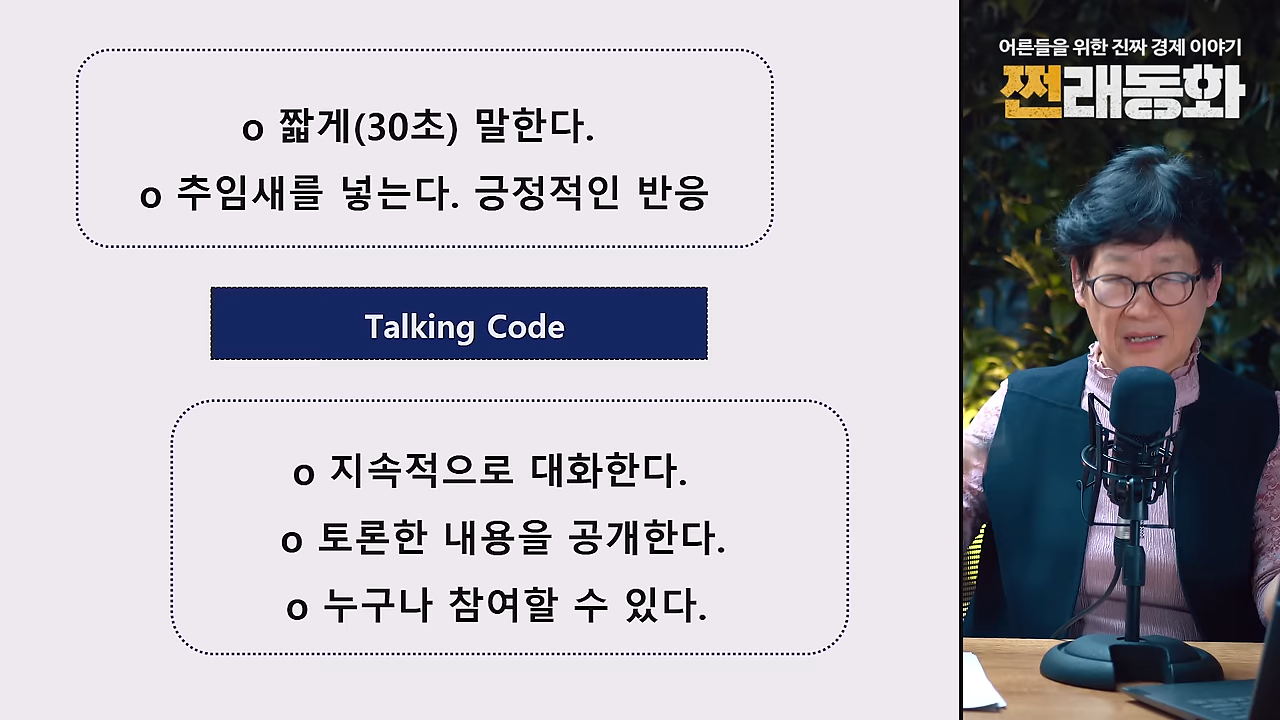 o 짧게(30초) 말한다.
o 추임새를 넣는다. 긍정적인 반응
Talking Code
o 지속적으로 대화한다.
o 토론한 내용을 공개한다.
o 누구나 참여할 수 있다.
어른들을 위한 진짜 경제 이야기
쩐래동화